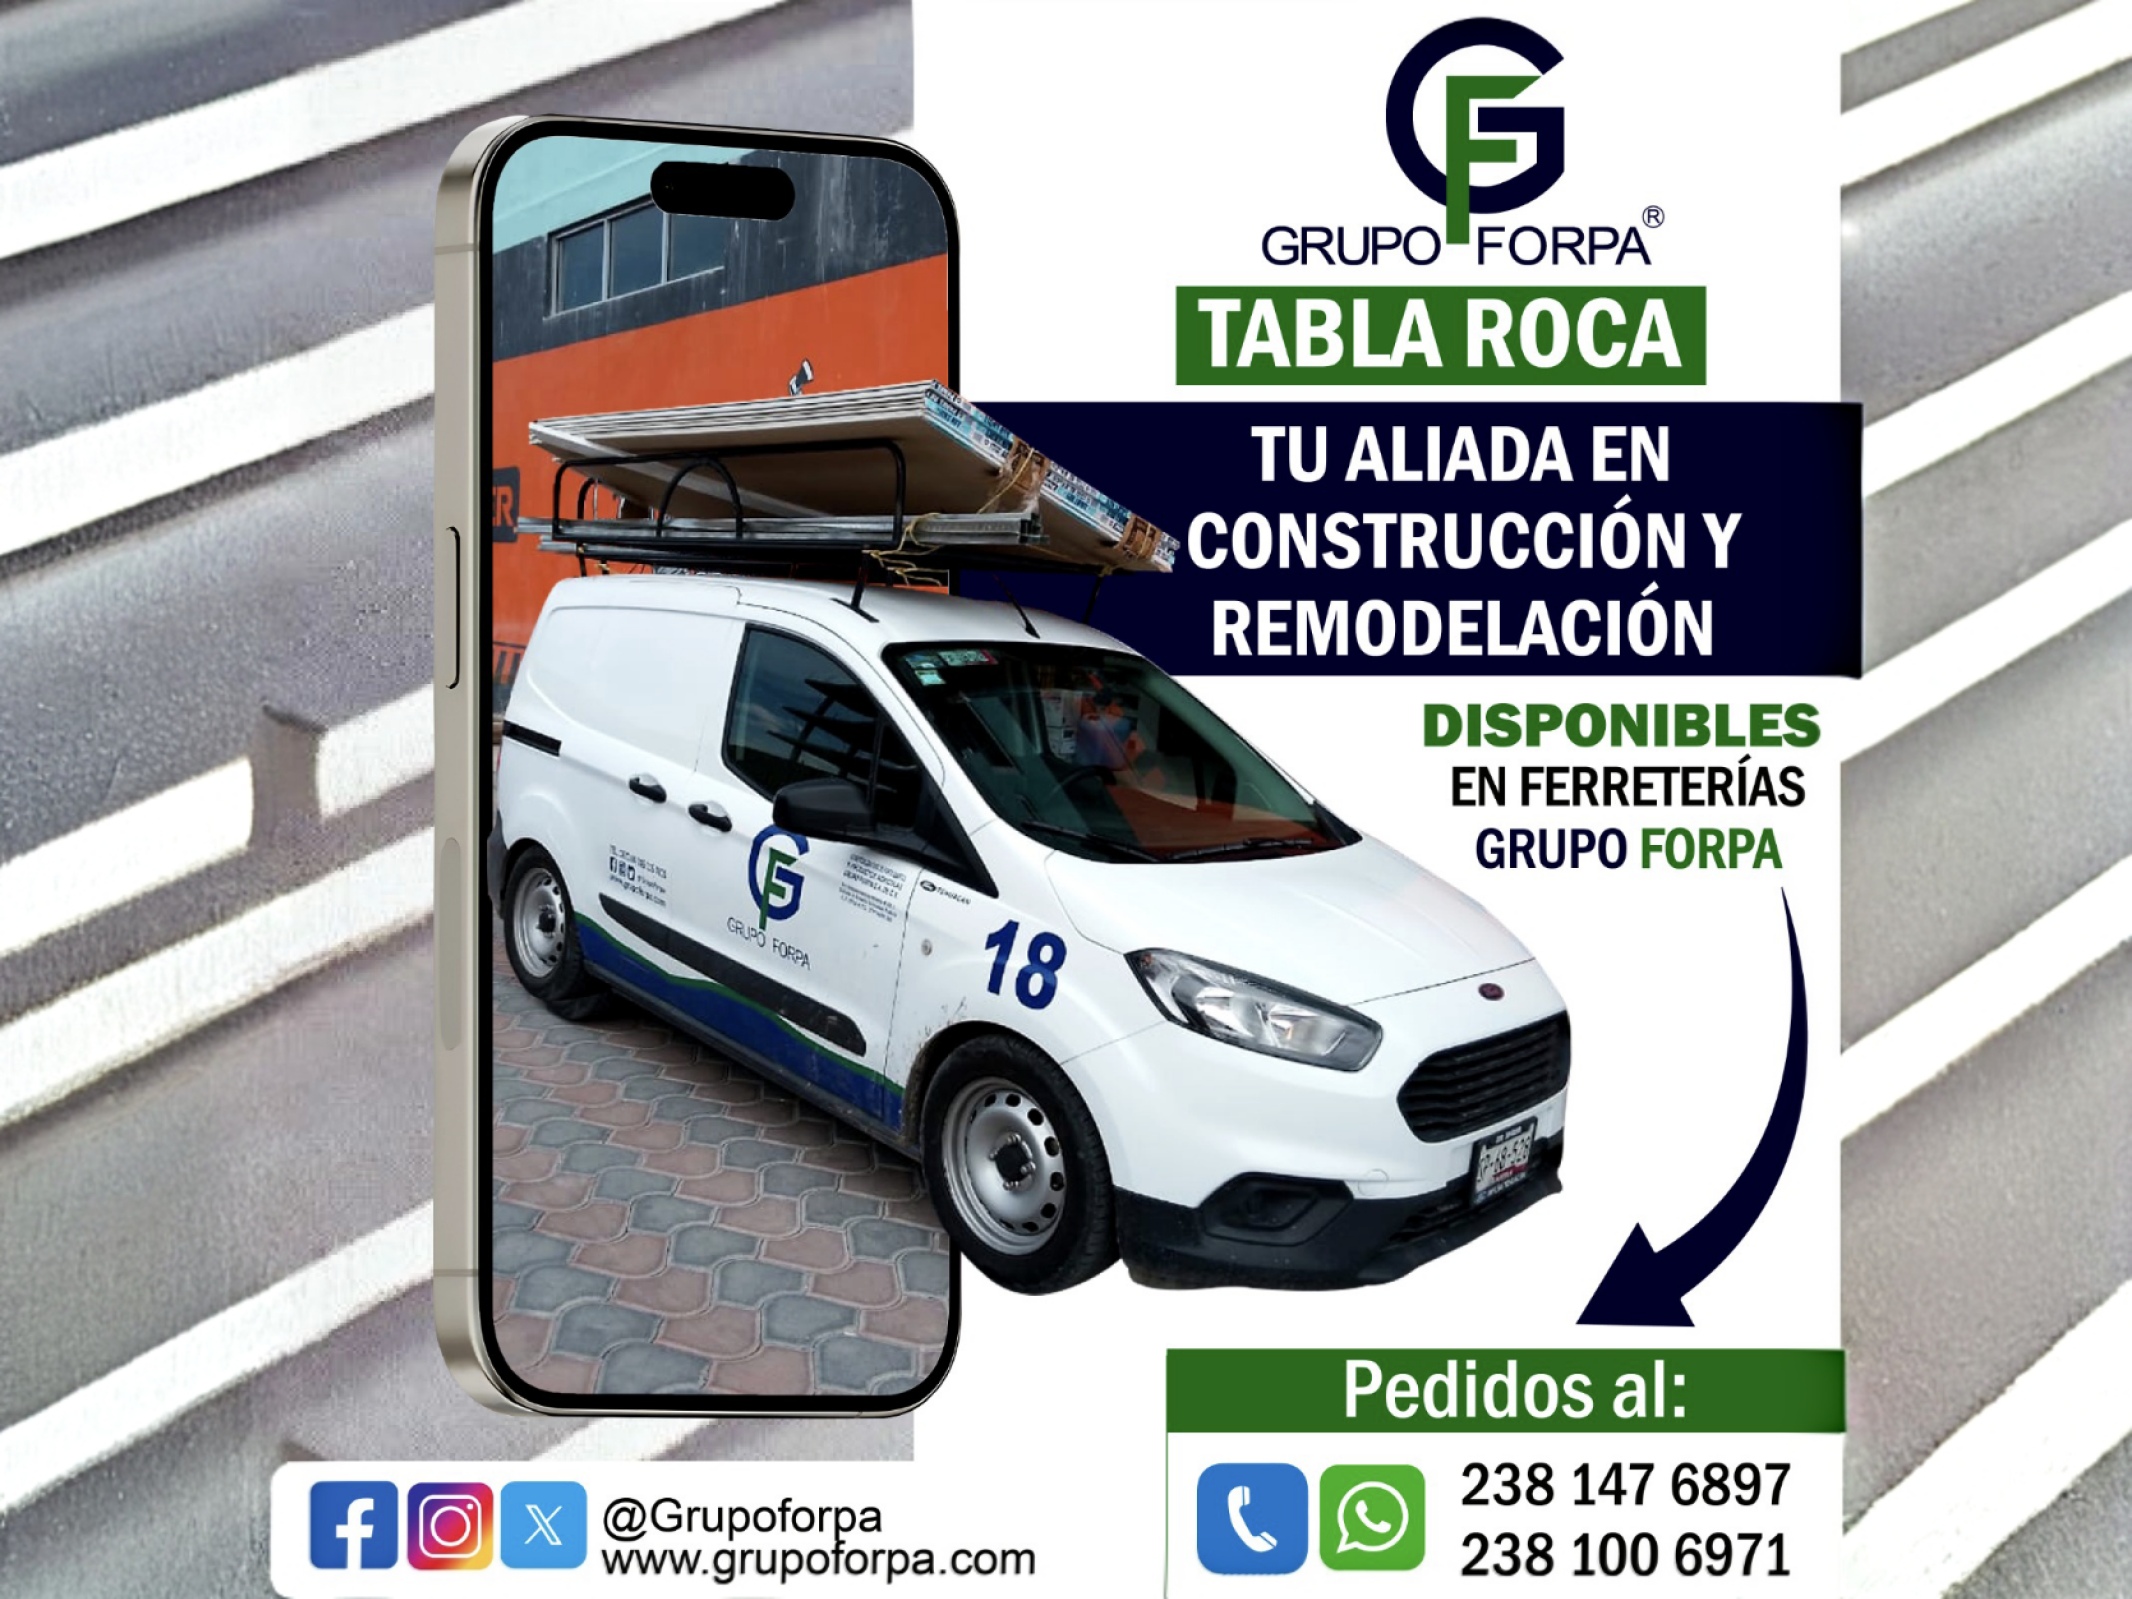 GRUPO FORPA®
TABLA ROCA
TU ALIADA EN
CONSTRUCCIÓN Y
REMODELACIÓN
DISPONIBLES
EN FERRETERÍAS
GRUPO FORPA
GRUPO FORPA
18
Pedidos al:
238 147 6897
238 100 6971
@Grupoforpa
www.grupoforpa.com